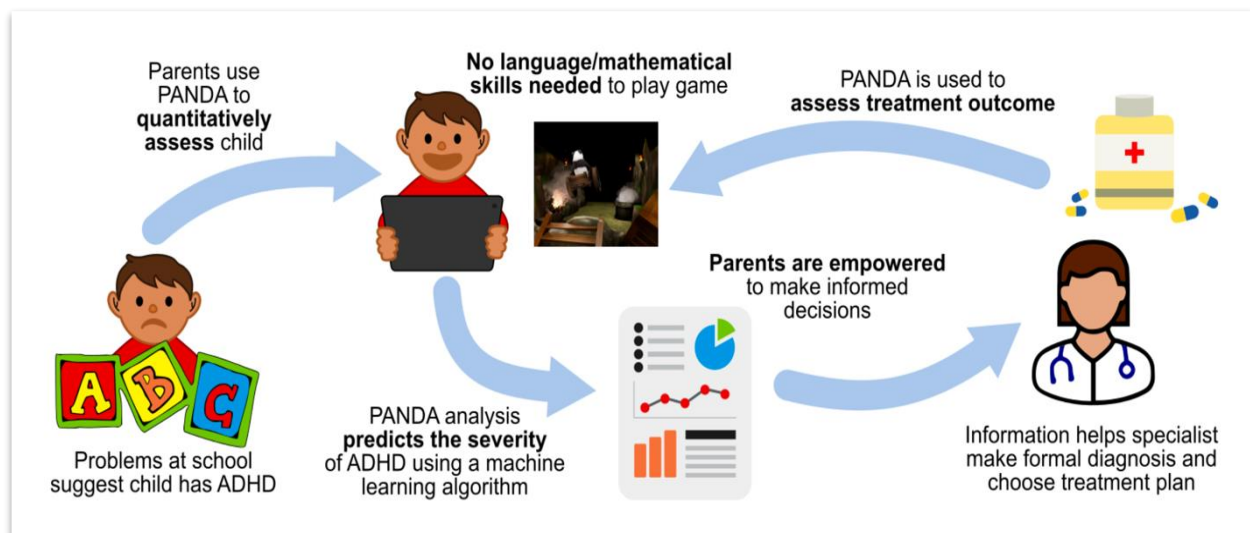 Parents use
PANDA to
quantitatively
assess child
No language/mathematical
skills needed to play game
PANDA is used to
assess treatment outcome
A
B
C
Problems at school
suggest child has ADHD
PANDA analysis
predicts the severity
of ADHD using a machine
learning algorithm
Parents are empowered
to make informed
decisions
Information helps specialist
make formal diagnosis and
choose treatment plan